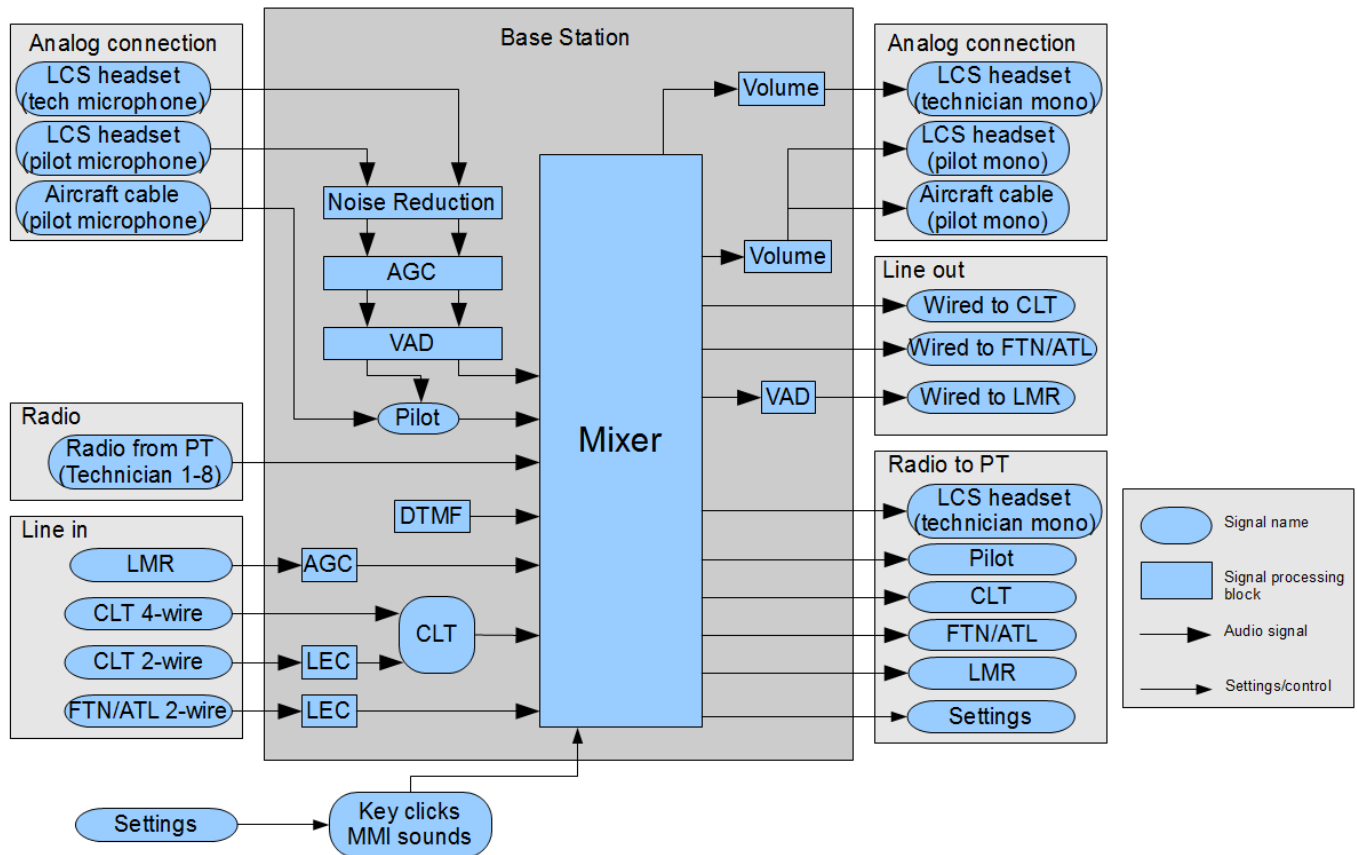 Base Station
Analog connection
LCS headset
(tech microphone)
LCS headset
(pilot microphone)
Aircraft cable
(pilot microphone)
Noise Reduction
AGC
VAD
Pilot
Radio
Radio from PT
(Technician 1-8)
DTMF
Line in
LMR
AGC
CLT 4-wire
CLT
CLT 2-wire
LEC
FTN/ATL 2-wire
LEC
Settings
Key clicks
MMI sounds
Mixer
Volume
Volume
VAD
Analog connection
LCS headset
(technician mono)
LCS headset
(pilot mono)
Aircraft cable
(pilot mono)
Line out
Wired to CLT
Wired to FTN/ATL
Wired to LMR
Radio to PT
LCS headset
(technician mono)
Pilot
CLT
FTN/ATL
LMR
Settings
Signal name
Signal processing
block
Audio signal
Settings/control